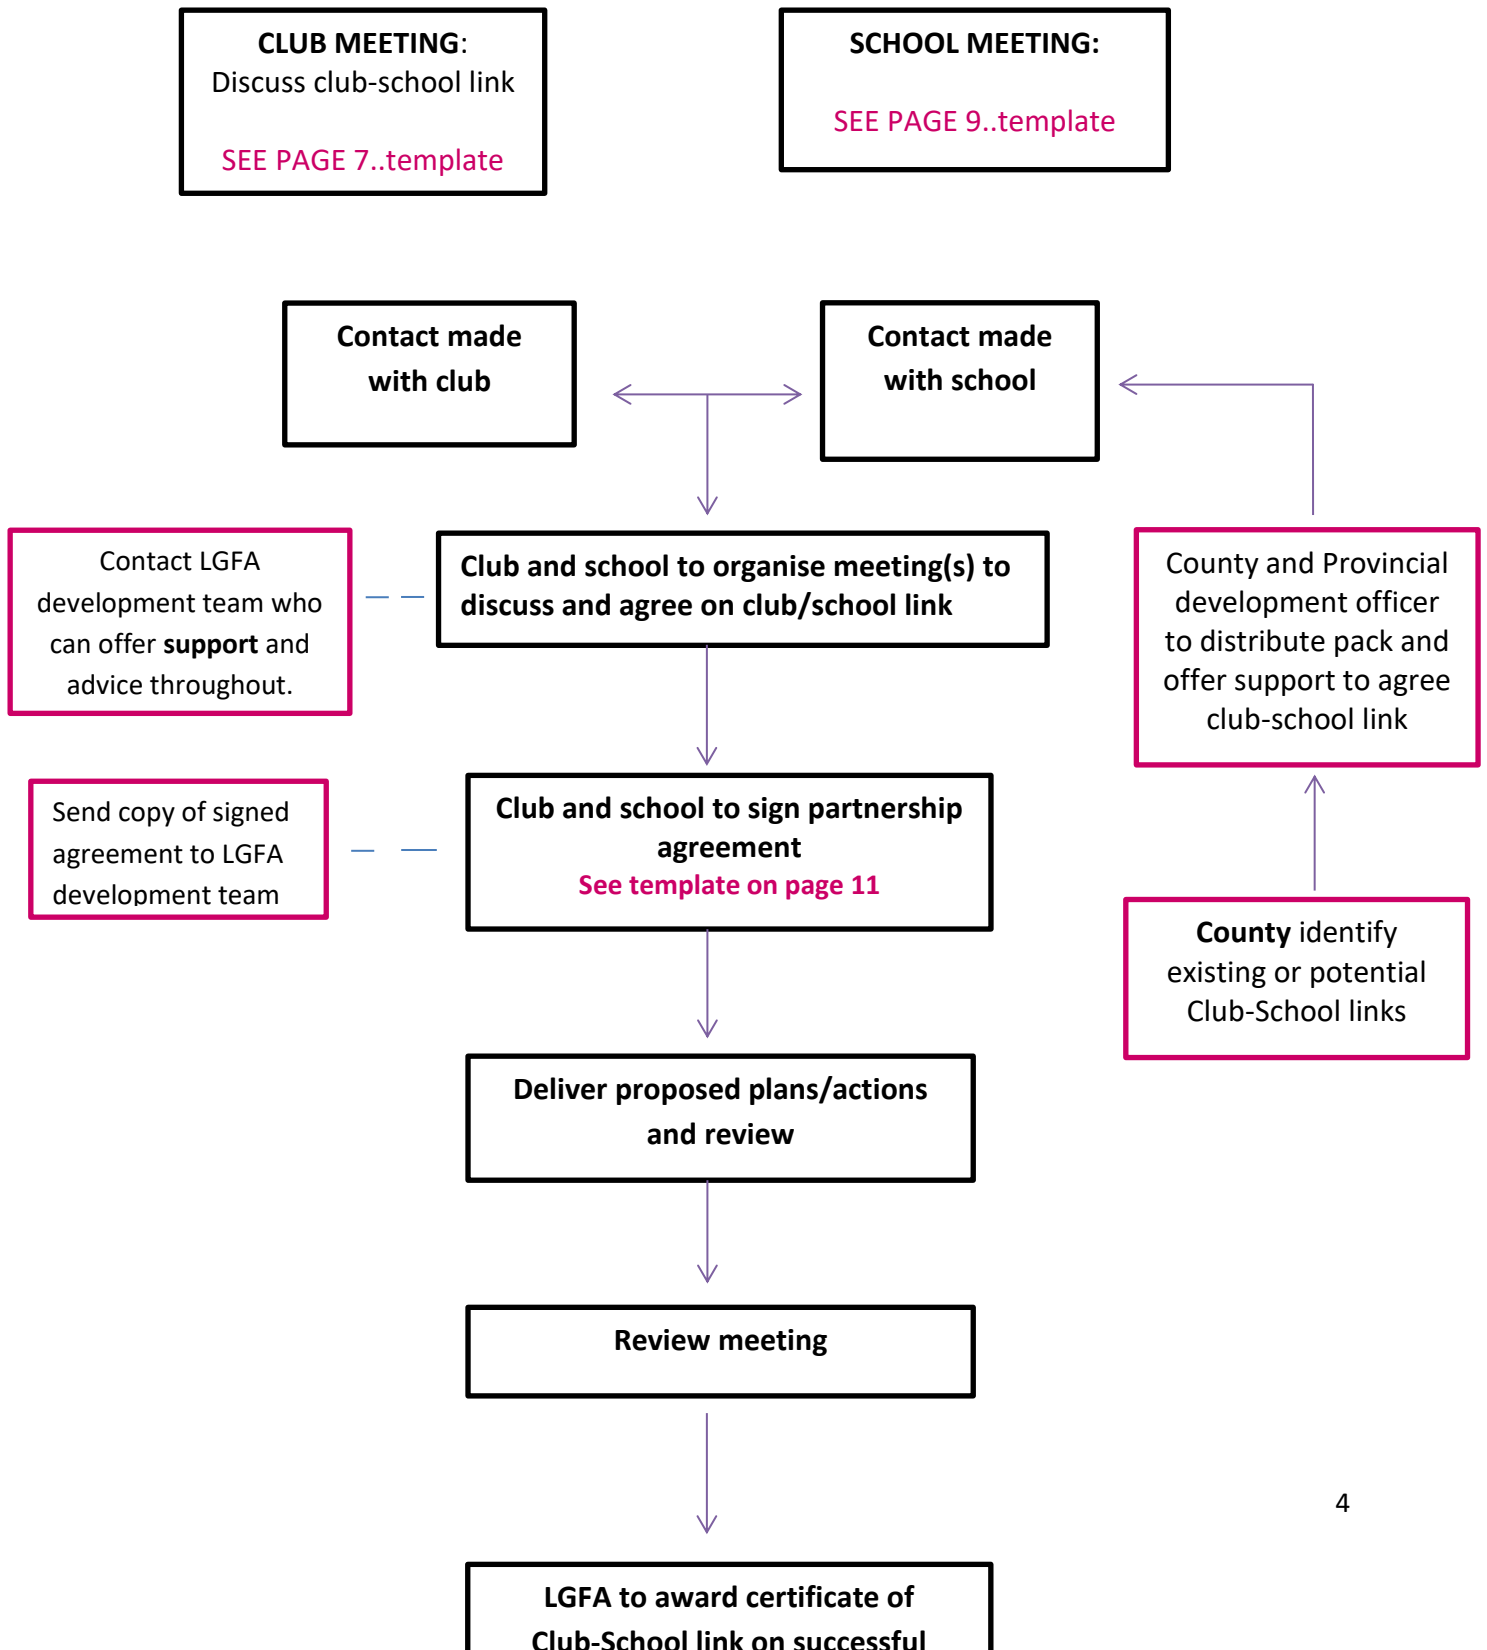 CLUB MEETING:
Discuss club-school link
SEE PAGE 7..template
SCHOOL MEETING:
SEE PAGE 9..template
Contact made
with club
Contact made
with school
Contact LGFA
development team who
can offer support and
advice throughout.
Club and school to organise meeting(s) to
discuss and agree on club/school link
County and Provincial
development officer
to distribute pack and
offer support to agree
club-school link
Send copy of signed
agreement to LGFA
development team
Club and school to sign partnership
agreement
See template on page 11
County identify
existing or potential
Club-School links
Deliver proposed plans/actions
and review
Review meeting
4
LGFA to award certificate of
Club-School link on successful